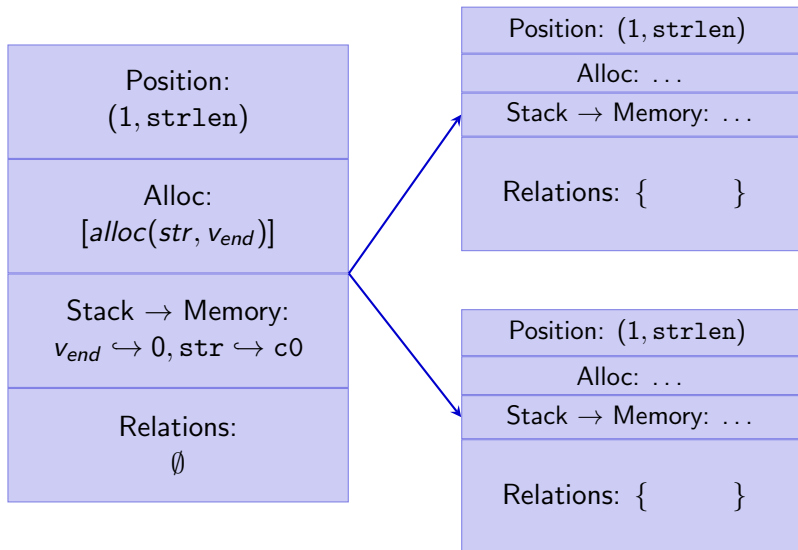 Position:
(1, strlen)
Alloc:
[alloc(str, v_end)]
Stack → Memory:
v_end ↪ 0, str ↪ c0
Relations:
∅
Position: (1, strlen)
Alloc: …
Stack → Memory: …
Relations: { }
Position: (1, strlen)
Alloc: …
Stack → Memory: …
Relations: { }